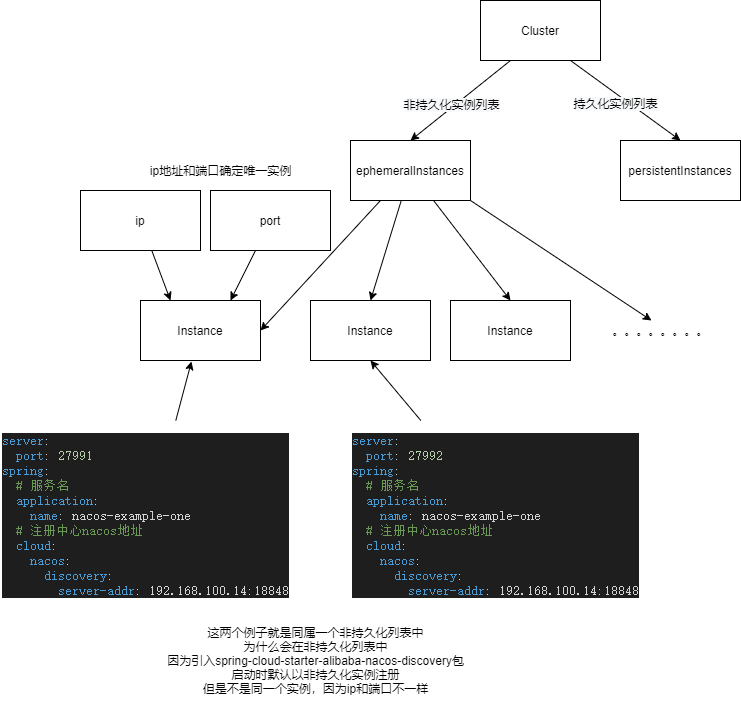 Cluster
非持久化实例列表
持久化实例列表
ephemeralInstances
persistentInstances
ip地址和端口确定唯一实例
ip
port
Instance
Instance
Instance
。。。。。。。。
server:
port: 27991
spring:
# 服务名
application:
name: nacos-example-one
# 注册中心nacos地址
cloud:
nacos:
discovery:
server-addr: 192.168.100.14:18848
server:
port: 27992
spring:
# 服务名
application:
name: nacos-example-one
# 注册中心nacos地址
cloud:
nacos:
discovery:
server-addr: 192.168.100.14:18848
这两个例子就是同属一个非持久化列表中
为什么会在非持久化列表中
因为引入spring-cloud-starter-alibaba-nacos-discovery包
启动时默认以非持久化实例注册
但是不是同一个实例，因为ip和端口不一样